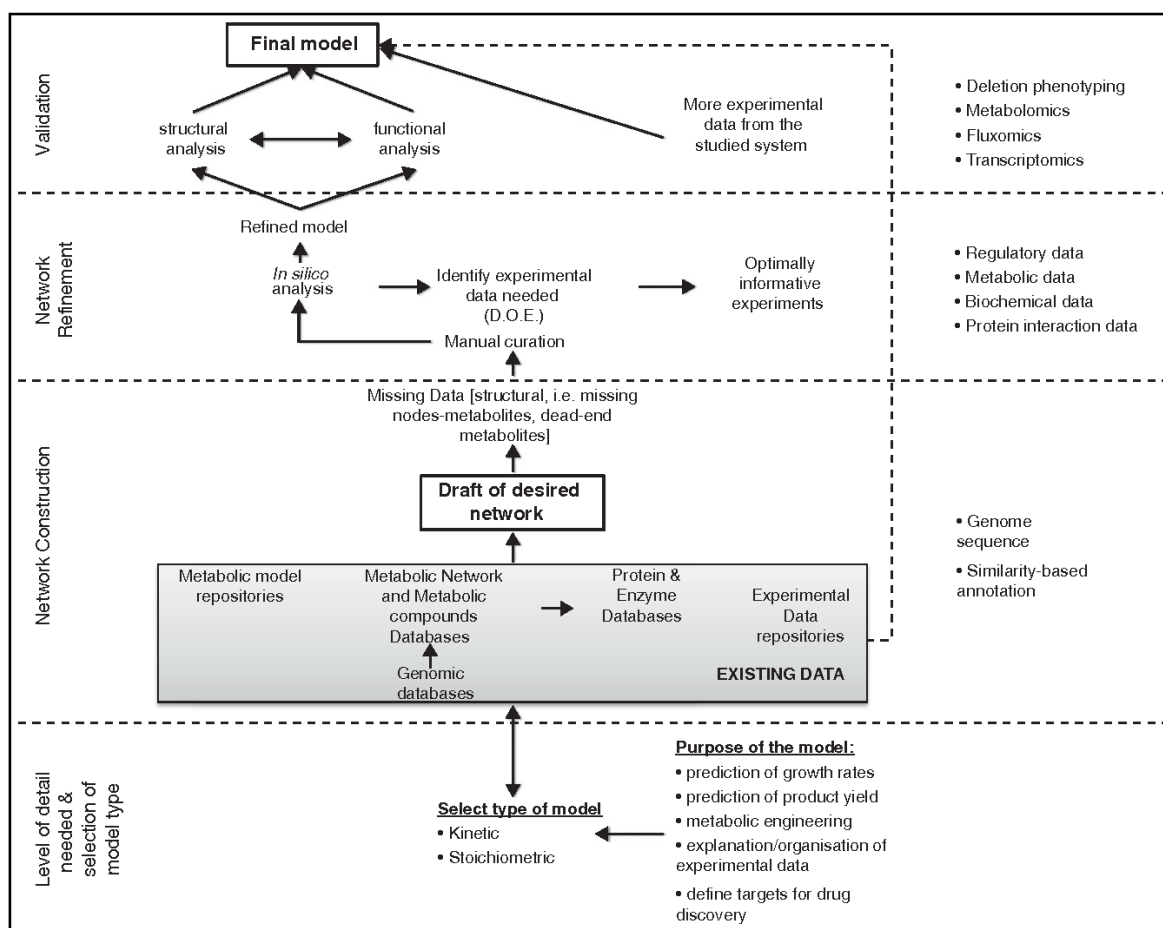 Validation
Final model
structural
analysis
functional
analysis
More experimental
data from the
studied system
• Deletion phenotyping
• Metabolomics
• Fluxomics
• Transcriptomics
Network
Refinement
Refined model
In silico
analysis
Identify experimental
data needed
(D.O.E.)
Optimally
informative
experiments
Manual curation
• Regulatory data
• Metabolic data
• Biochemical data
• Protein interaction data
Network Construction
Missing Data [structural, i.e. missing
nodes-metabolites, dead-end
metabolites]
Draft of desired
network
Metabolic model
repositories
Metabolic Network
and Metabolic
compounds
Databases
Protein &
Enzyme
Databases
Experimental
Data
repositories
Genomic
databases
EXISTING DATA
• Genome
sequence
• Similarity-based
annotation
Level of detail
needed &
selection of
model type
Select type of model
• Kinetic
• Stoichiometric
Purpose of the model:
• prediction of growth rates
• prediction of product yield
• metabolic engineering
• explanation/organisation of
experimental data
• define targets for drug
discovery